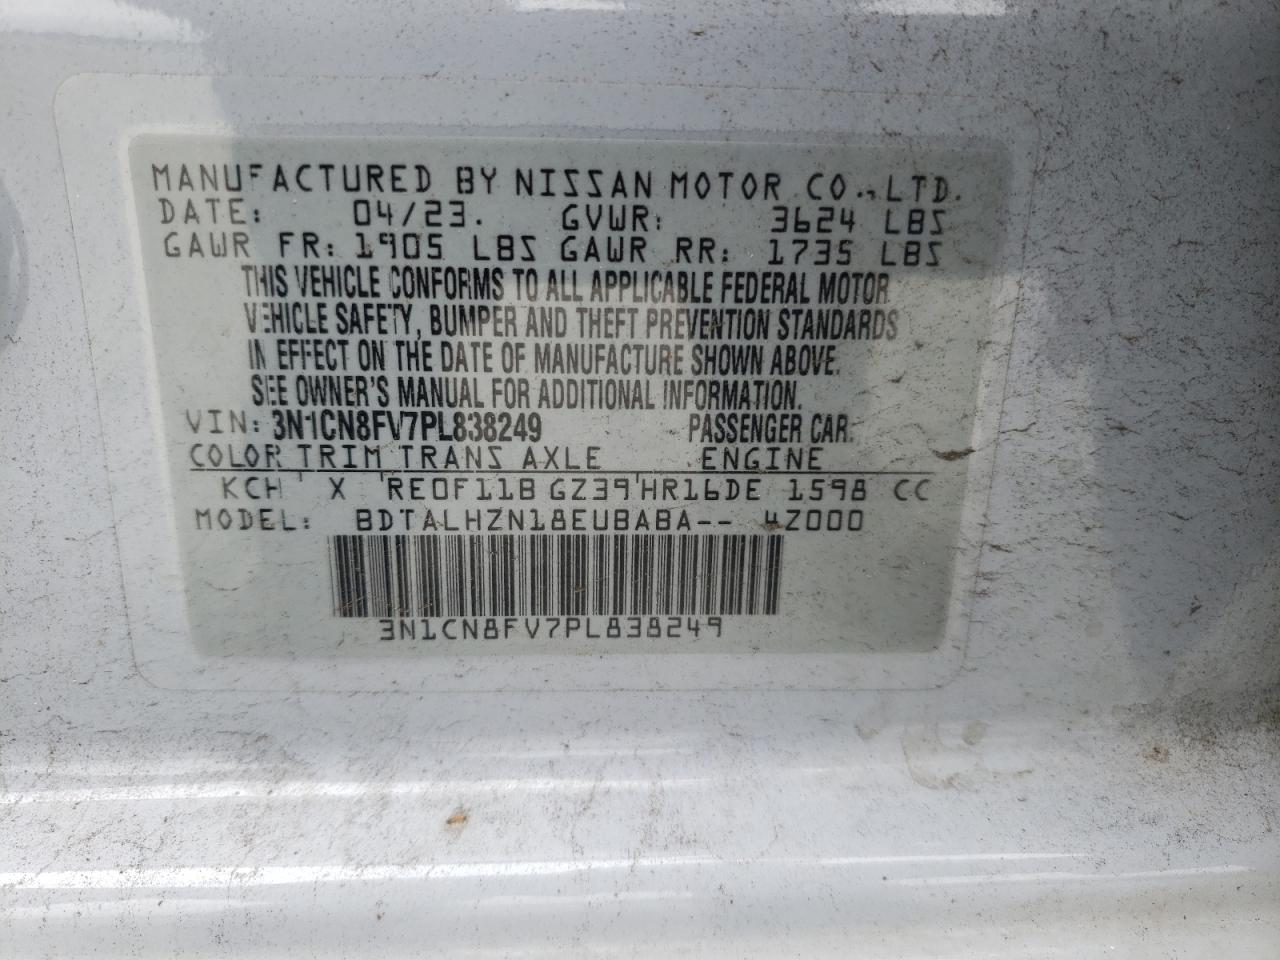 MANUFACTURED BY NISSAN MOTOR CO., LTD.
DATE: 04/23. GVWR: 3624 LBS
GAWR FR: 1905 LBS GAWR RR: 1735 LBS
THIS VEHICLE CONFORMS TO ALL APPLICABLE FEDERAL MOTOR
VEHICLE SAFETY, BUMPER AND THEFT PREVENTION STANDARDS
IN EFFECT ON THE DATE OF MANUFACTURE SHOWN ABOVE.
SEE OWNER'S MANUAL FOR ADDITIONAL INFORMATION.
VIN: 3N1CN8FV7PL838249 PASSENGER CAR.
COLOR TRIM TRANS AXLE ENGINE
KCH X RE0F11B GZ39 HR16DE 1598 CC
MODEL: BDTALHZN18EUBABA-- 4Z000
3N1CN8FV7PL838249